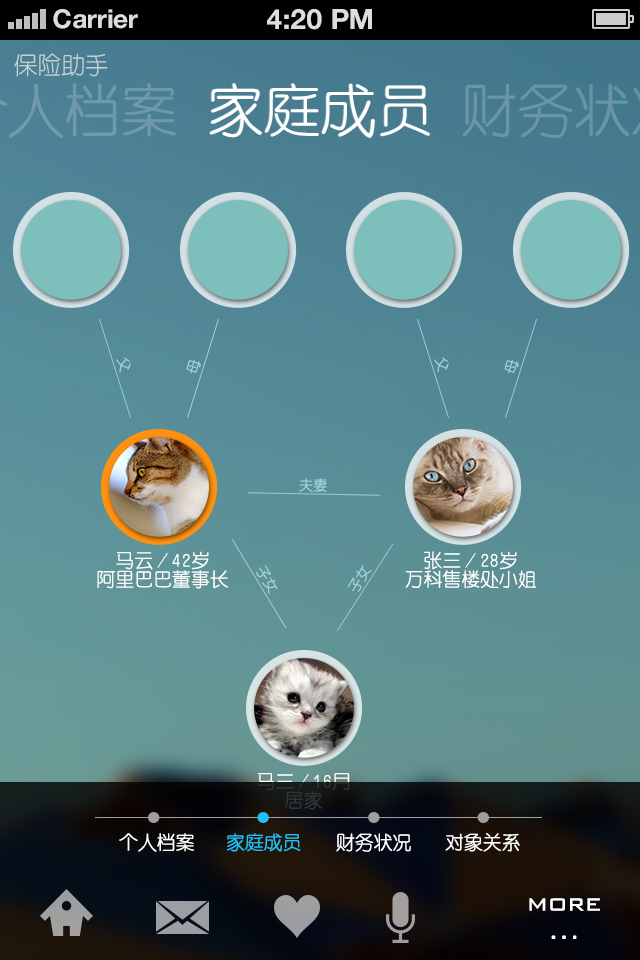 Carrier 4:20 PM
保险助手
个人档案 家庭成员 财务状况
父 母 父 母
夫妻
马云/42岁 张三/28岁
阿里巴巴董事长 万科售楼处小姐
子女 子女
马三/16月
居家
个人档案 家庭成员 财务状况 对象关系
MORE
...